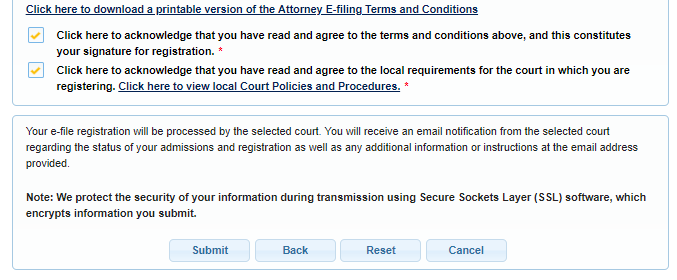 Click here to download a printable version of the Attorney E-filing Terms and Conditions
Click here to acknowledge that you have read and agree to the terms and conditions above, and this constitutes
your signature for registration. *
Click here to acknowledge that you have read and agree to the local requirements for the court in which you are
registering. Click here to view local Court Policies and Procedures. *
Your e-file registration will be processed by the selected court. You will receive an email notification from the selected court
regarding the status of your admissions and registration as well as any additional information or instructions at the email address
provided.
Note: We protect the security of your information during transmission using Secure Sockets Layer (SSL) software, which
encrypts information you submit.
Submit Back Reset Cancel